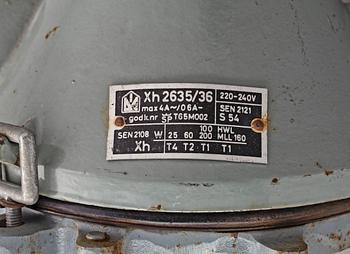 Xh 2635/36
220-240V
max 4A~/06A-
SEN 2121
godk.nr TG5M002
S 54
SEN 2108 W 25 60 100 200 HWL MLL 160
Xh T4 T2 T1 T1